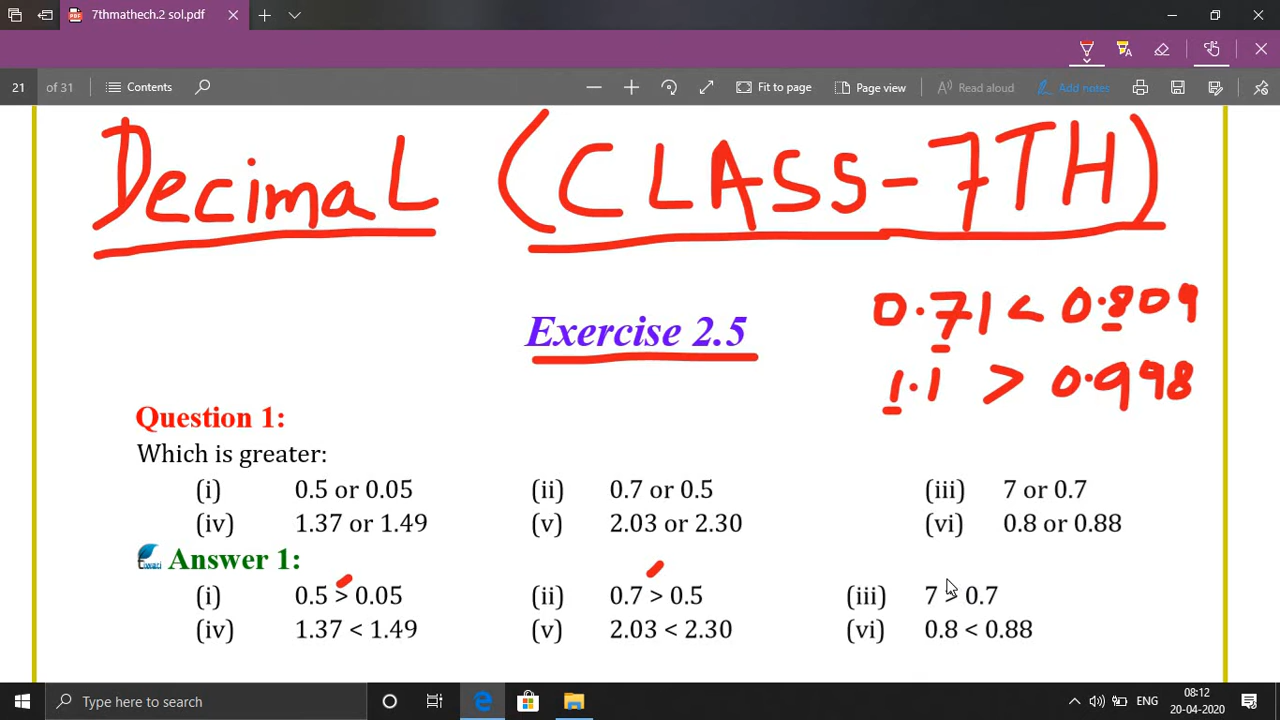 7thmathech.2 sol.pdf
21 of 31 Contents Fit to page Page view Read aloud Add notes
DecimaL (CLASS-7TH)
0.71 < 0.809
Exercise 2.5
1.1 > 0.998
Question 1:
Which is greater:
(i) 0.5 or 0.05 (ii) 0.7 or 0.5 (iii) 7 or 0.7
(iv) 1.37 or 1.49 (v) 2.03 or 2.30 (vi) 0.8 or 0.88
Answer 1:
tiwari
(i) 0.5 > 0.05 (ii) 0.7 > 0.5 (iii) 7 > 0.7
(iv) 1.37 < 1.49 (v) 2.03 < 2.30 (vi) 0.8 < 0.88
Type here to search ENG 08:12
20-04-2020